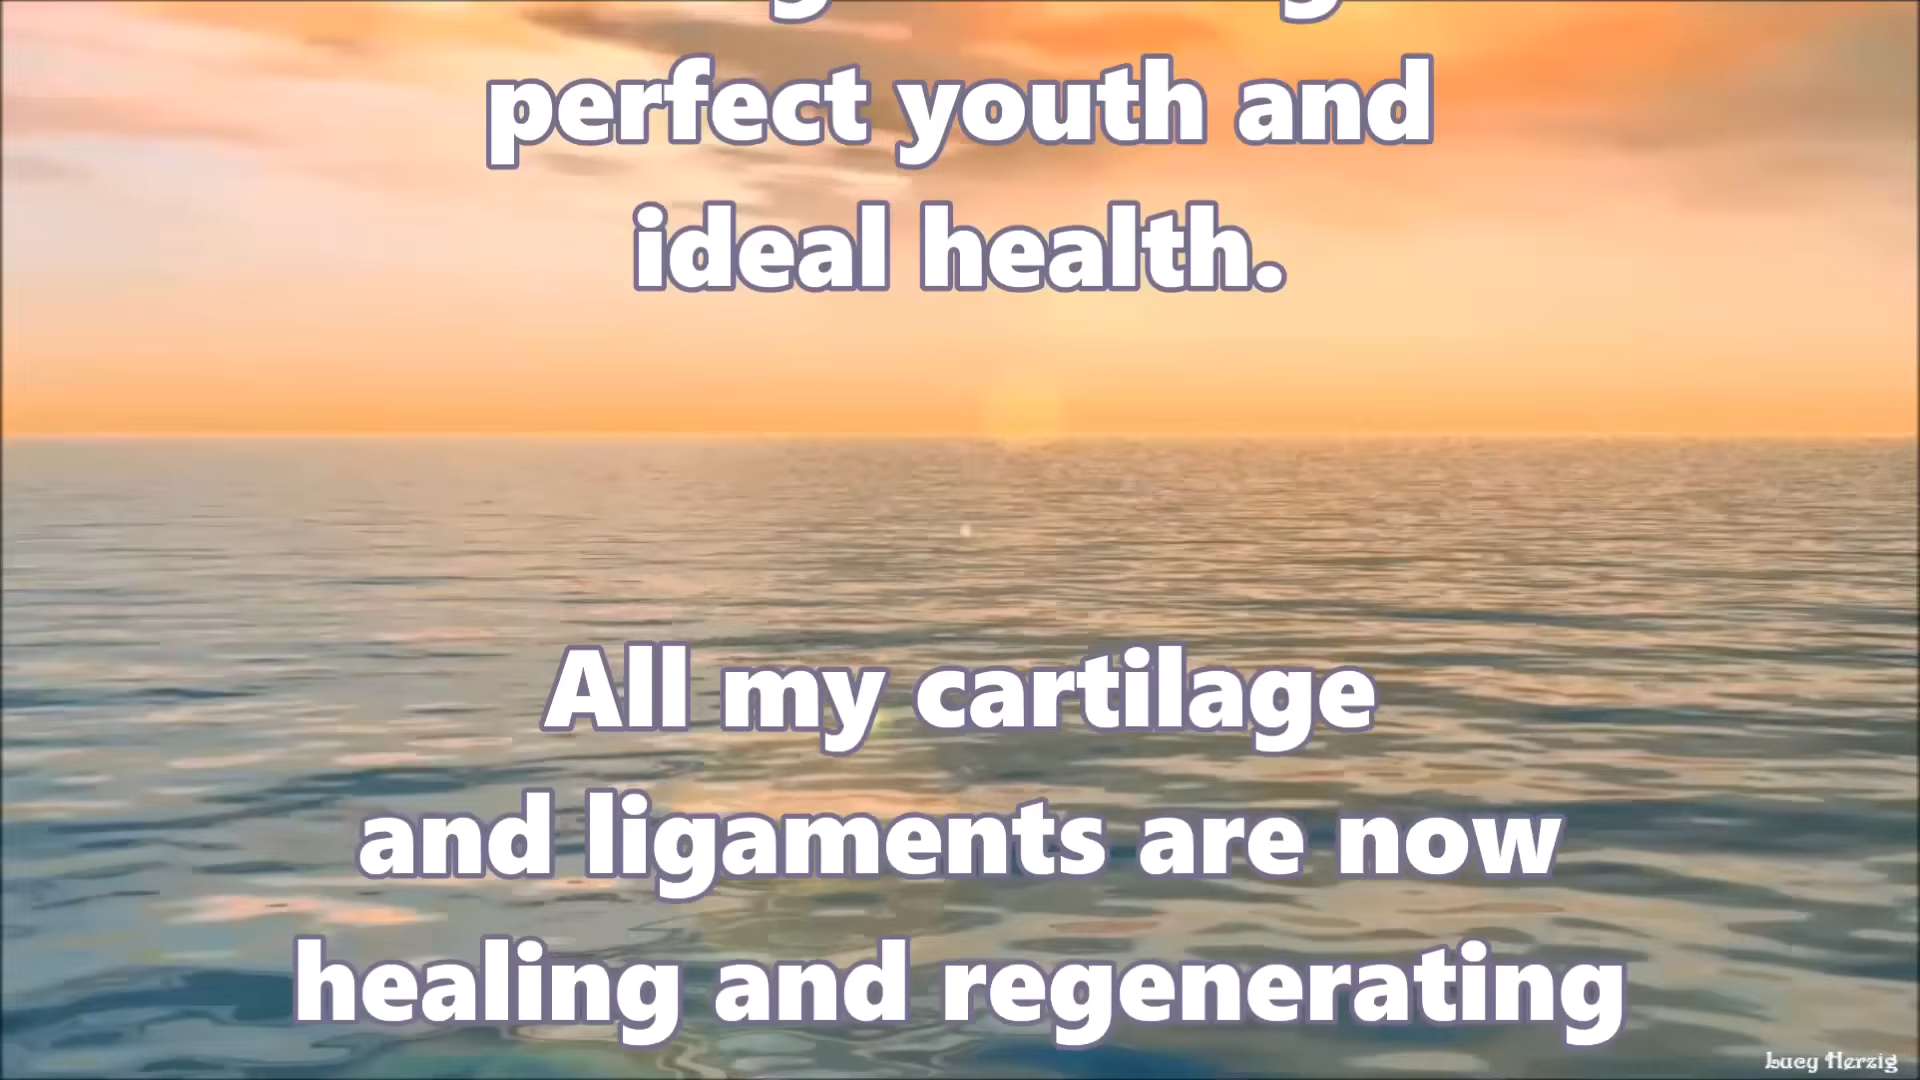 perfect youth and
ideal health.
All my cartilage
and ligaments are now
healing and regenerating
Lucy Herzig